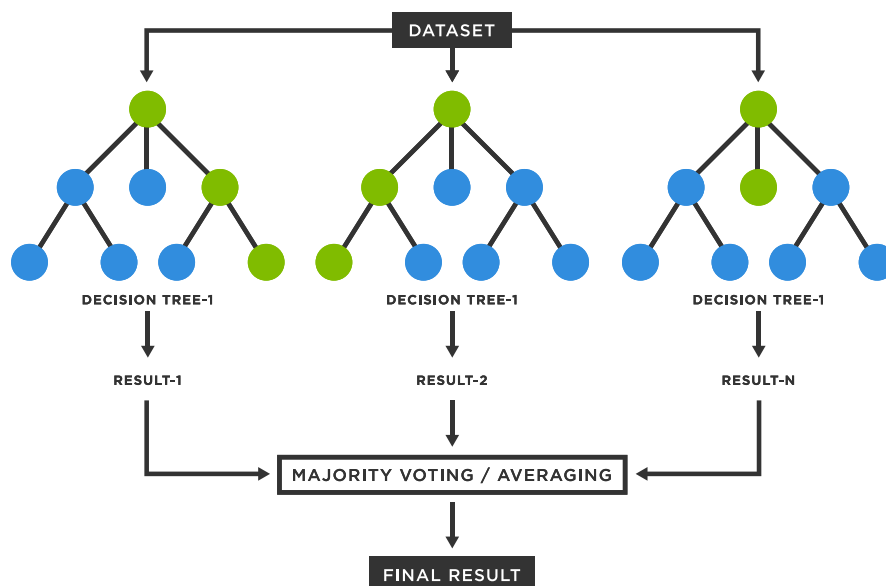 DATASET
DECISION TREE-1
DECISION TREE-1
DECISION TREE-1
RESULT-1
RESULT-2
RESULT-N
MAJORITY VOTING / AVERAGING
FINAL RESULT